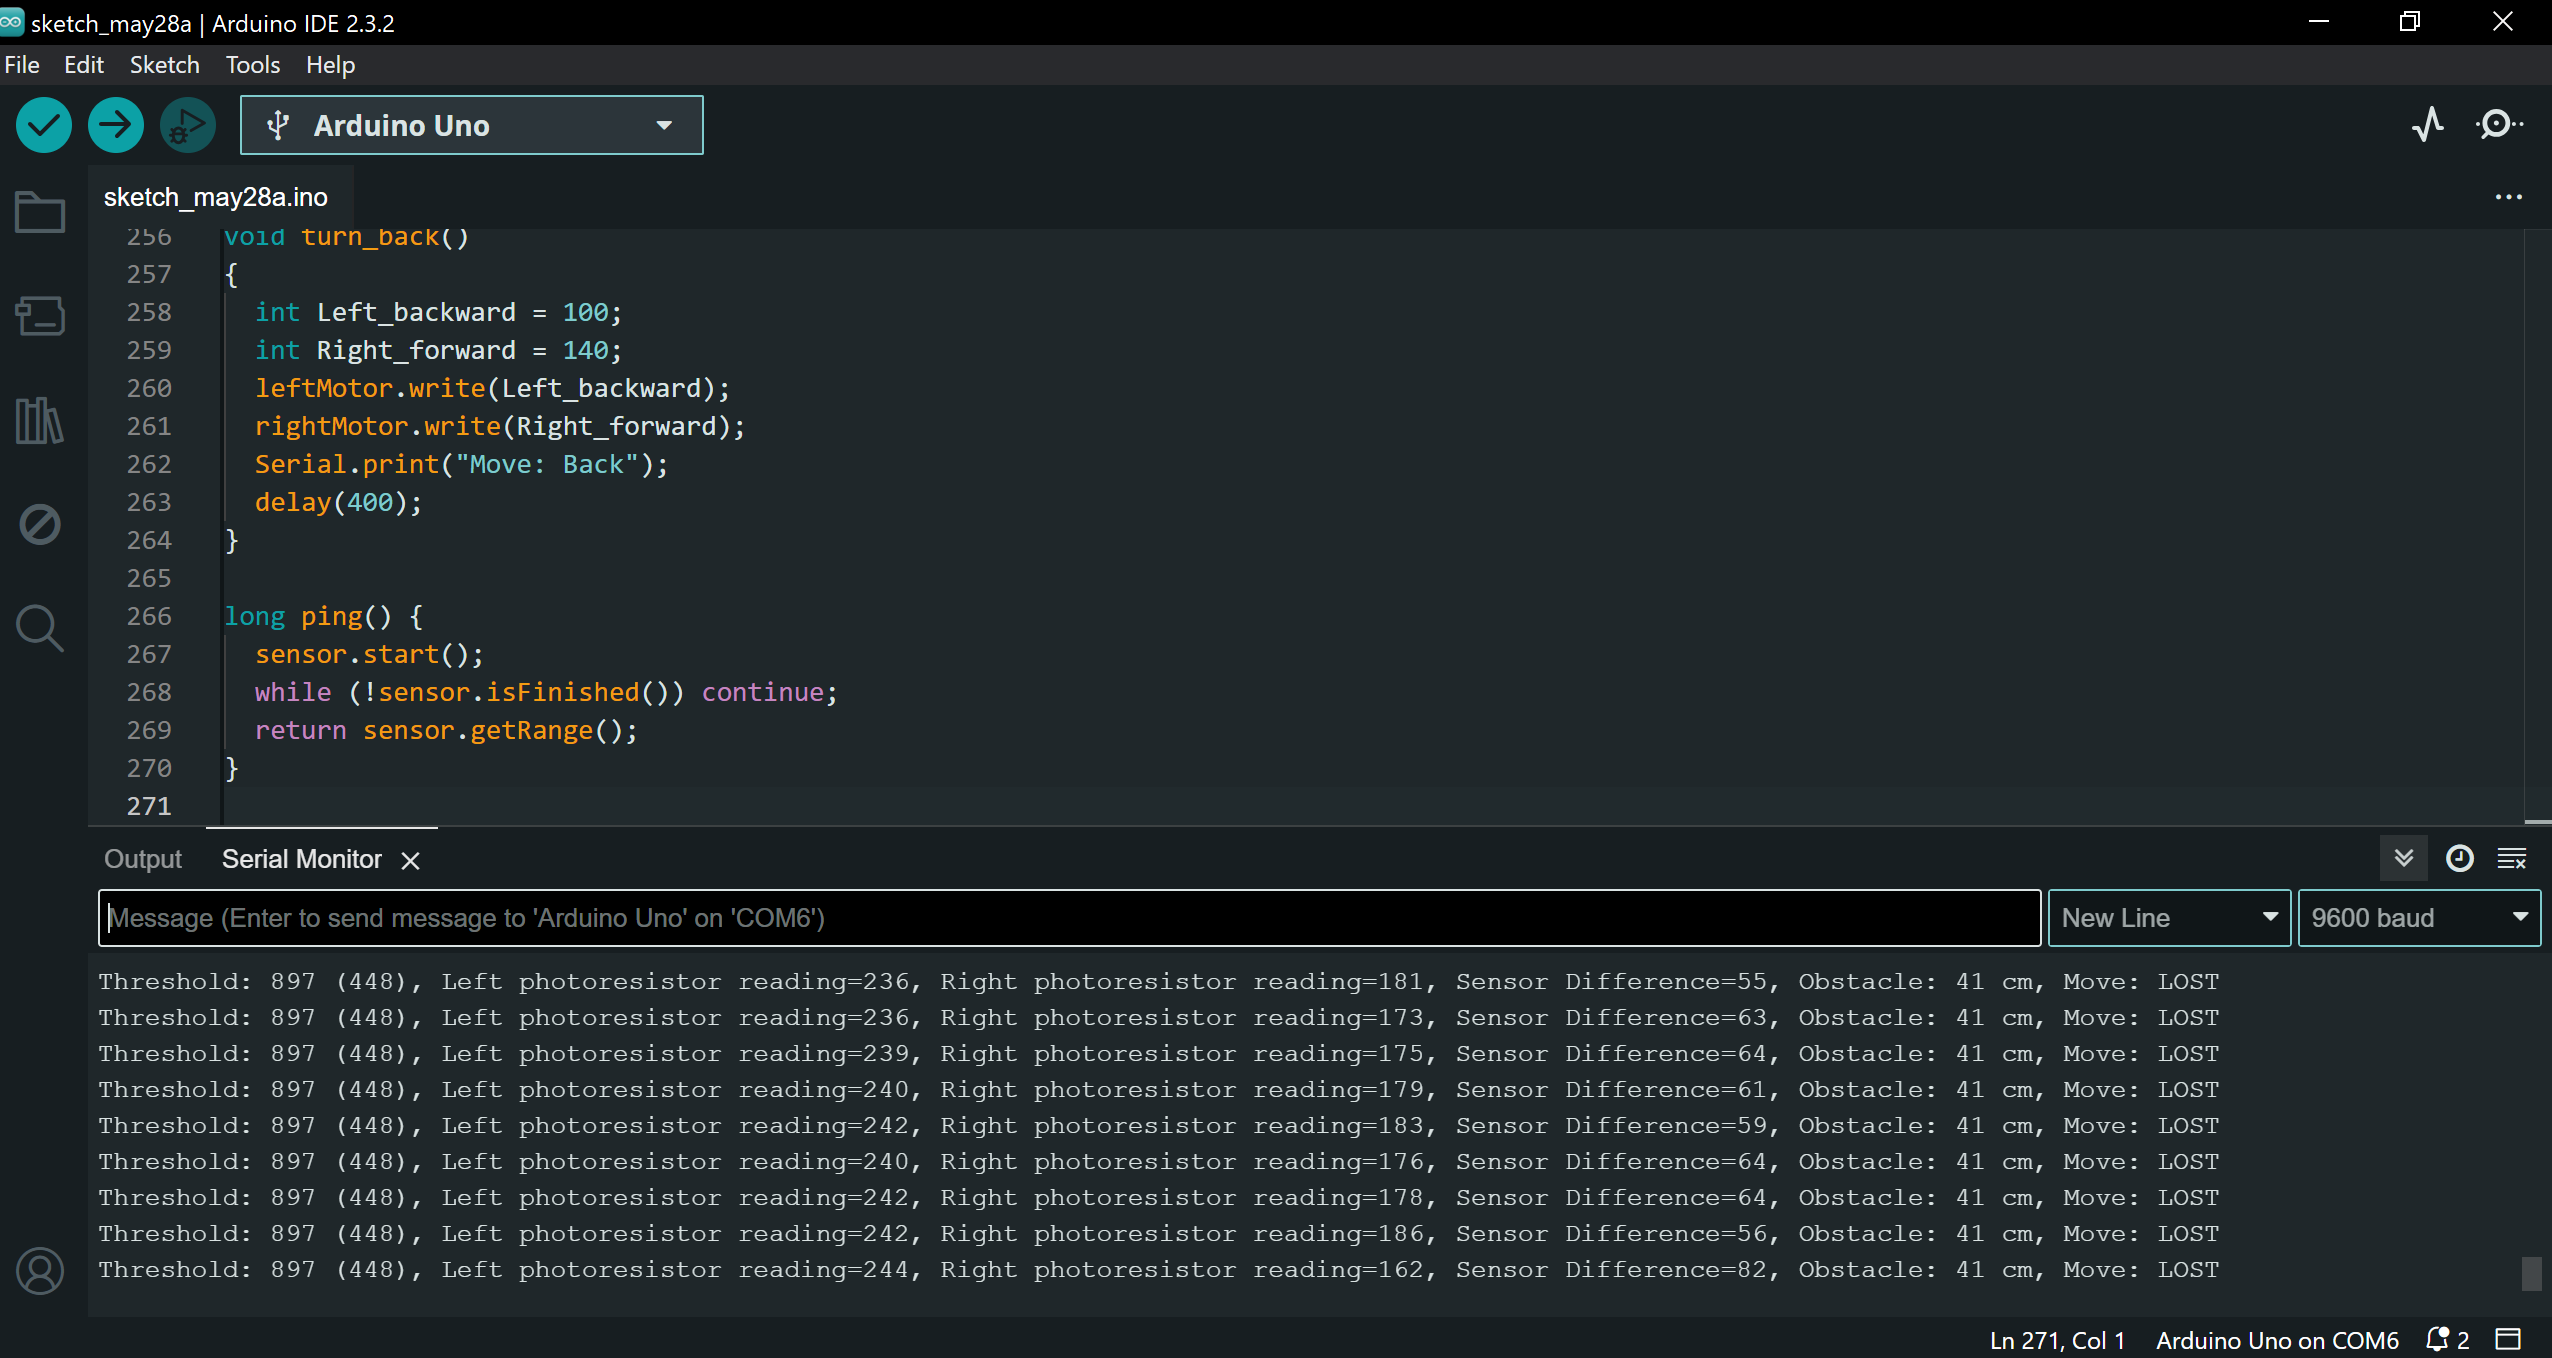 sketch_may28a | Arduino IDE 2.3.2
File Edit Sketch Tools Help
Arduino Uno
sketch_may28a.ino
256 void turn_back()
257 {
258 int Left_backward = 100;
259 int Right_forward = 140;
260 leftMotor.write(Left_backward);
261 rightMotor.write(Right_forward);
262 Serial.print("Move: Back");
263 delay(400);
264 }
265
266 long ping() {
267 sensor.start();
268 while (!sensor.isFinished()) continue;
269 return sensor.getRange();
270 }
271
Output Serial Monitor
Message (Enter to send message to 'Arduino Uno' on 'COM6') New Line 9600 baud
Threshold: 897 (448), Left photoresistor reading=236, Right photoresistor reading=181, Sensor Difference=55, Obstacle: 41 cm, Move: LOST
Threshold: 897 (448), Left photoresistor reading=236, Right photoresistor reading=173, Sensor Difference=63, Obstacle: 41 cm, Move: LOST
Threshold: 897 (448), Left photoresistor reading=239, Right photoresistor reading=175, Sensor Difference=64, Obstacle: 41 cm, Move: LOST
Threshold: 897 (448), Left photoresistor reading=240, Right photoresistor reading=179, Sensor Difference=61, Obstacle: 41 cm, Move: LOST
Threshold: 897 (448), Left photoresistor reading=242, Right photoresistor reading=183, Sensor Difference=59, Obstacle: 41 cm, Move: LOST
Threshold: 897 (448), Left photoresistor reading=240, Right photoresistor reading=176, Sensor Difference=64, Obstacle: 41 cm, Move: LOST
Threshold: 897 (448), Left photoresistor reading=242, Right photoresistor reading=178, Sensor Difference=64, Obstacle: 41 cm, Move: LOST
Threshold: 897 (448), Left photoresistor reading=242, Right photoresistor reading=186, Sensor Difference=56, Obstacle: 41 cm, Move: LOST
Threshold: 897 (448), Left photoresistor reading=244, Right photoresistor reading=162, Sensor Difference=82, Obstacle: 41 cm, Move: LOST
Ln 271, Col 1 Arduino Uno on COM6 2